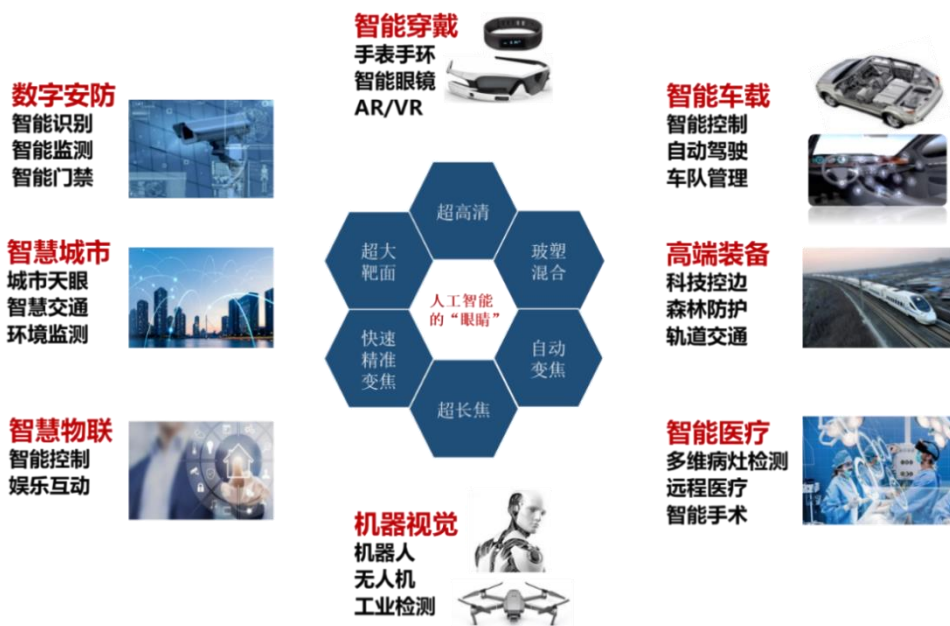 智能穿戴
手表手环
智能眼镜
AR/VR
数字安防
智能识别
智能监测
智能门禁
智能车载
智能控制
自动驾驶
车队管理
智慧城市
城市天眼
智慧交通
环境监测
超高清
超大
靶面
玻塑
混合
人工智能
的“眼睛”
快速
精准
变焦
自动
变焦
超长焦
高端装备
科技控边
森林防护
轨道交通
智慧物联
智能控制
娱乐互动
智能医疗
多维病灶检测
远程医疗
智能手术
机器视觉
机器人
无人机
工业检测